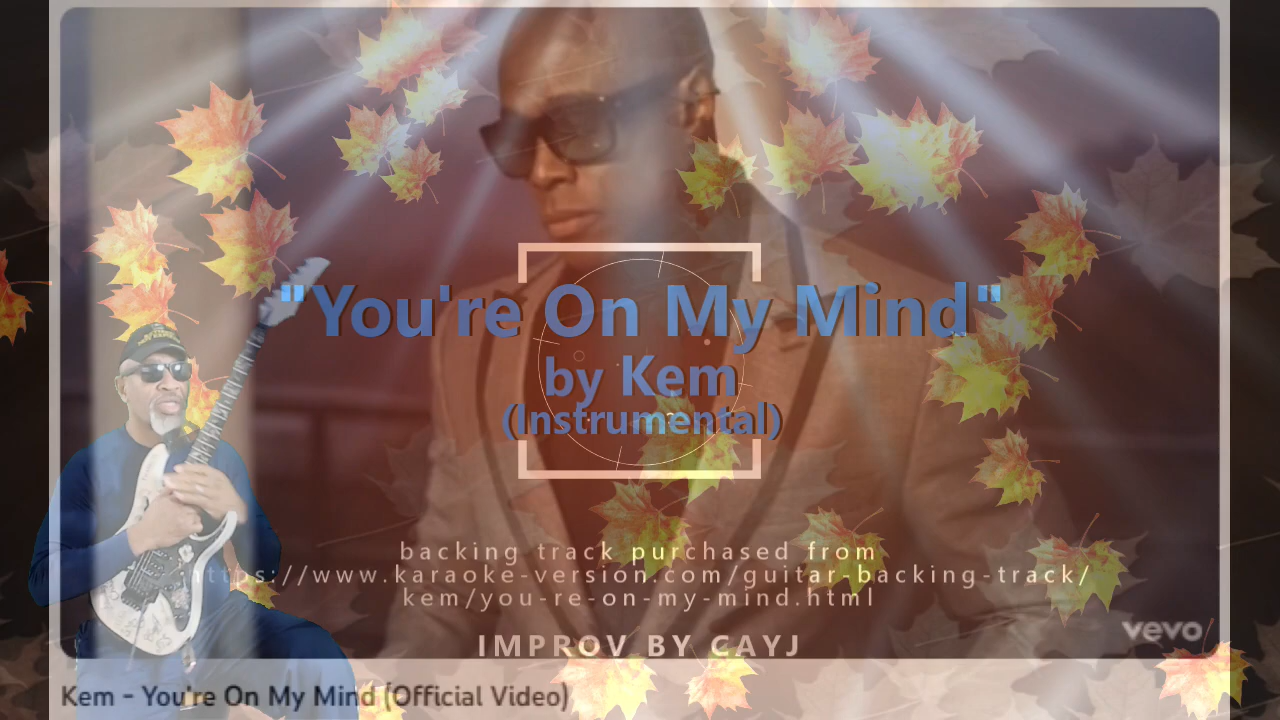 "You're On My Mind"
by Kem
(Instrumental)
backing track purchased from
https://www.karaoke-version.com/guitar-backing-track/
kem/you-re-on-my-mind.html
IMPROV BY CAYJ
vevo
Kem - You're On My Mind (Official Video)